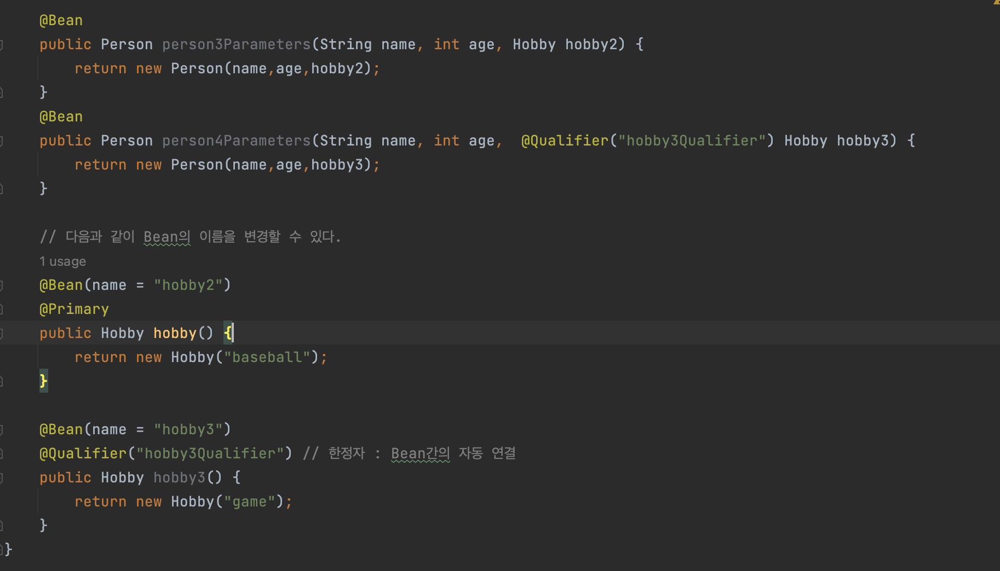 @Bean
public Person person3Parameters(String name, int age, Hobby hobby2) {
    return new Person(name,age,hobby2);
}
@Bean
public Person person4Parameters(String name, int age,  @Qualifier("hobby3Qualifier") Hobby hobby3) {
    return new Person(name,age,hobby3);
}
// 다음과 같이 Bean의 이름을 변경할 수 있다.
1 usage
@Bean(name = "hobby2")
@Primary
public Hobby hobby() {
    return new Hobby("baseball");
}
@Bean(name = "hobby3")
@Qualifier("hobby3Qualifier") // 한정자 : Bean간의 자동 연결
public Hobby hobby3() {
    return new Hobby("game");
}
}